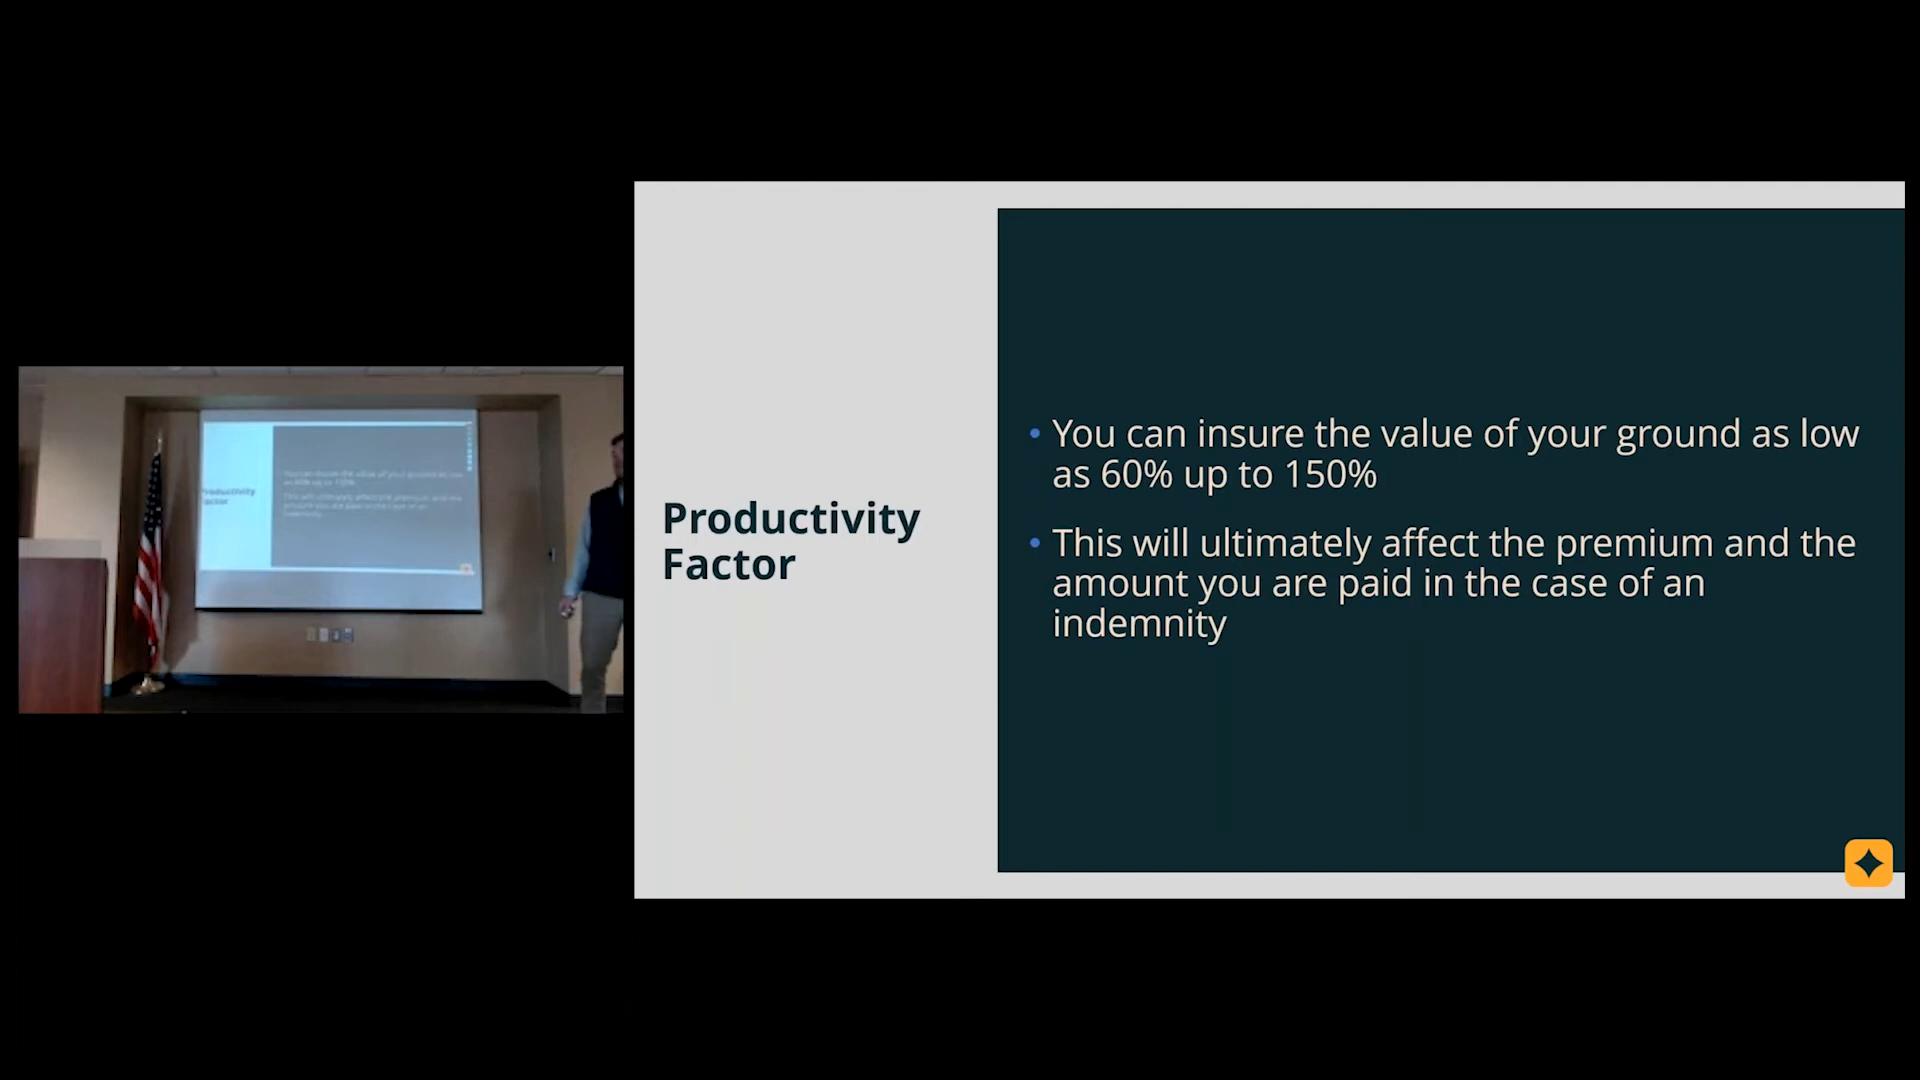 Productivity
Factor
• You can insure the value of your ground as low
as 60% up to 150%
• This will ultimately affect the premium and the
amount you are paid in the case of an
indemnity